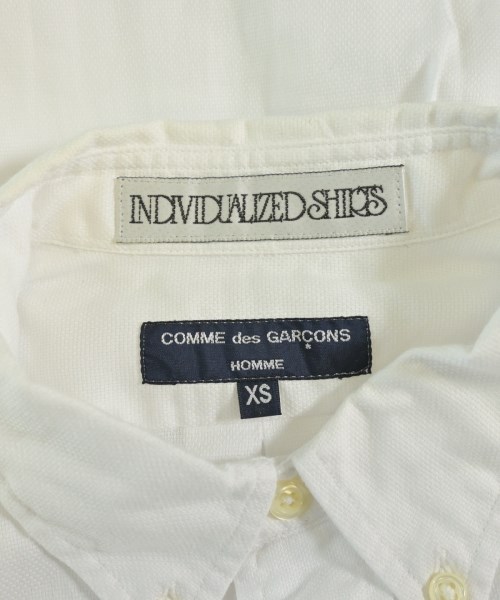 INDIVIDUALIZED SHIRTS
COMME des GARÇONS
HOMME
XS